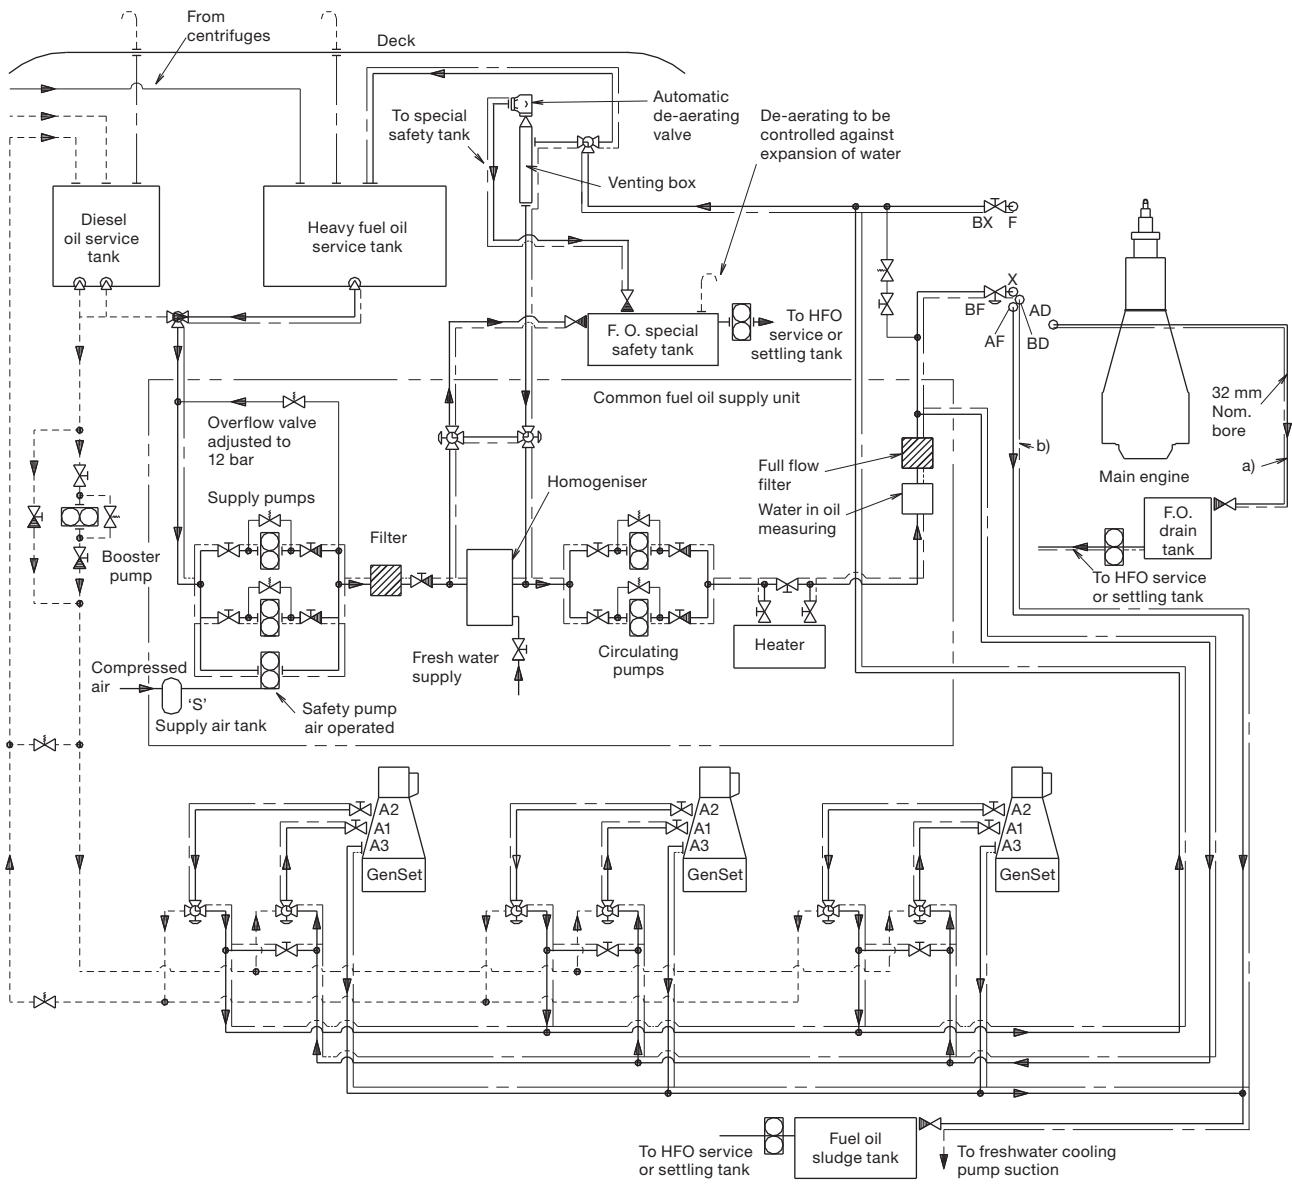 From
centrifuges
Deck
To special
safety tank
Automatic
de-aerating
valve
De-aerating to be
controlled against
expansion of water
Venting box
Diesel
oil service
tank
Heavy fuel oil
service tank
BX F
X
BF
AD
AF
BD
F. O. special
safety tank
To HFO
service or
settling tank
Common fuel oil supply unit
32 mm
Nom.
bore
Overflow valve
adjusted to
12 bar
b)
a)
Main engine
Full flow
filter
Water in oil
measuring
Homogeniser
Supply pumps
Filter
F.O.
drain
tank
Booster
pump
To HFO service
or settling tank
Heater
Circulating
pumps
Fresh water
supply
Compressed
air
'S'
Supply air tank
Safety pump
air operated
A2
A1
A3
GenSet
A2
A1
A3
GenSet
A2
A1
A3
GenSet
To HFO service
or settling tank
Fuel oil
sludge tank
To freshwater cooling
pump suction